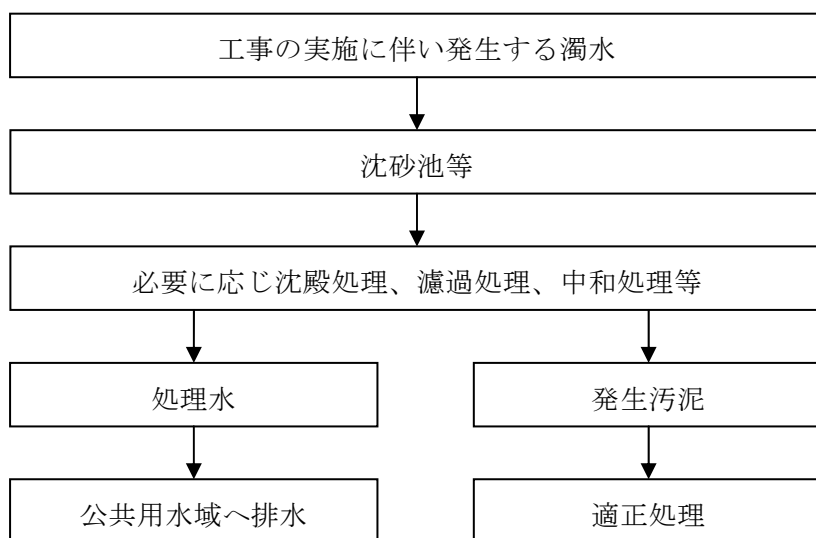 工事の実施に伴い発生する濁水
沈砂池等
必要に応じ沈殿処理、濾過処理、中和処理等
処理水
発生汚泥
公共用水域へ排水
適正処理